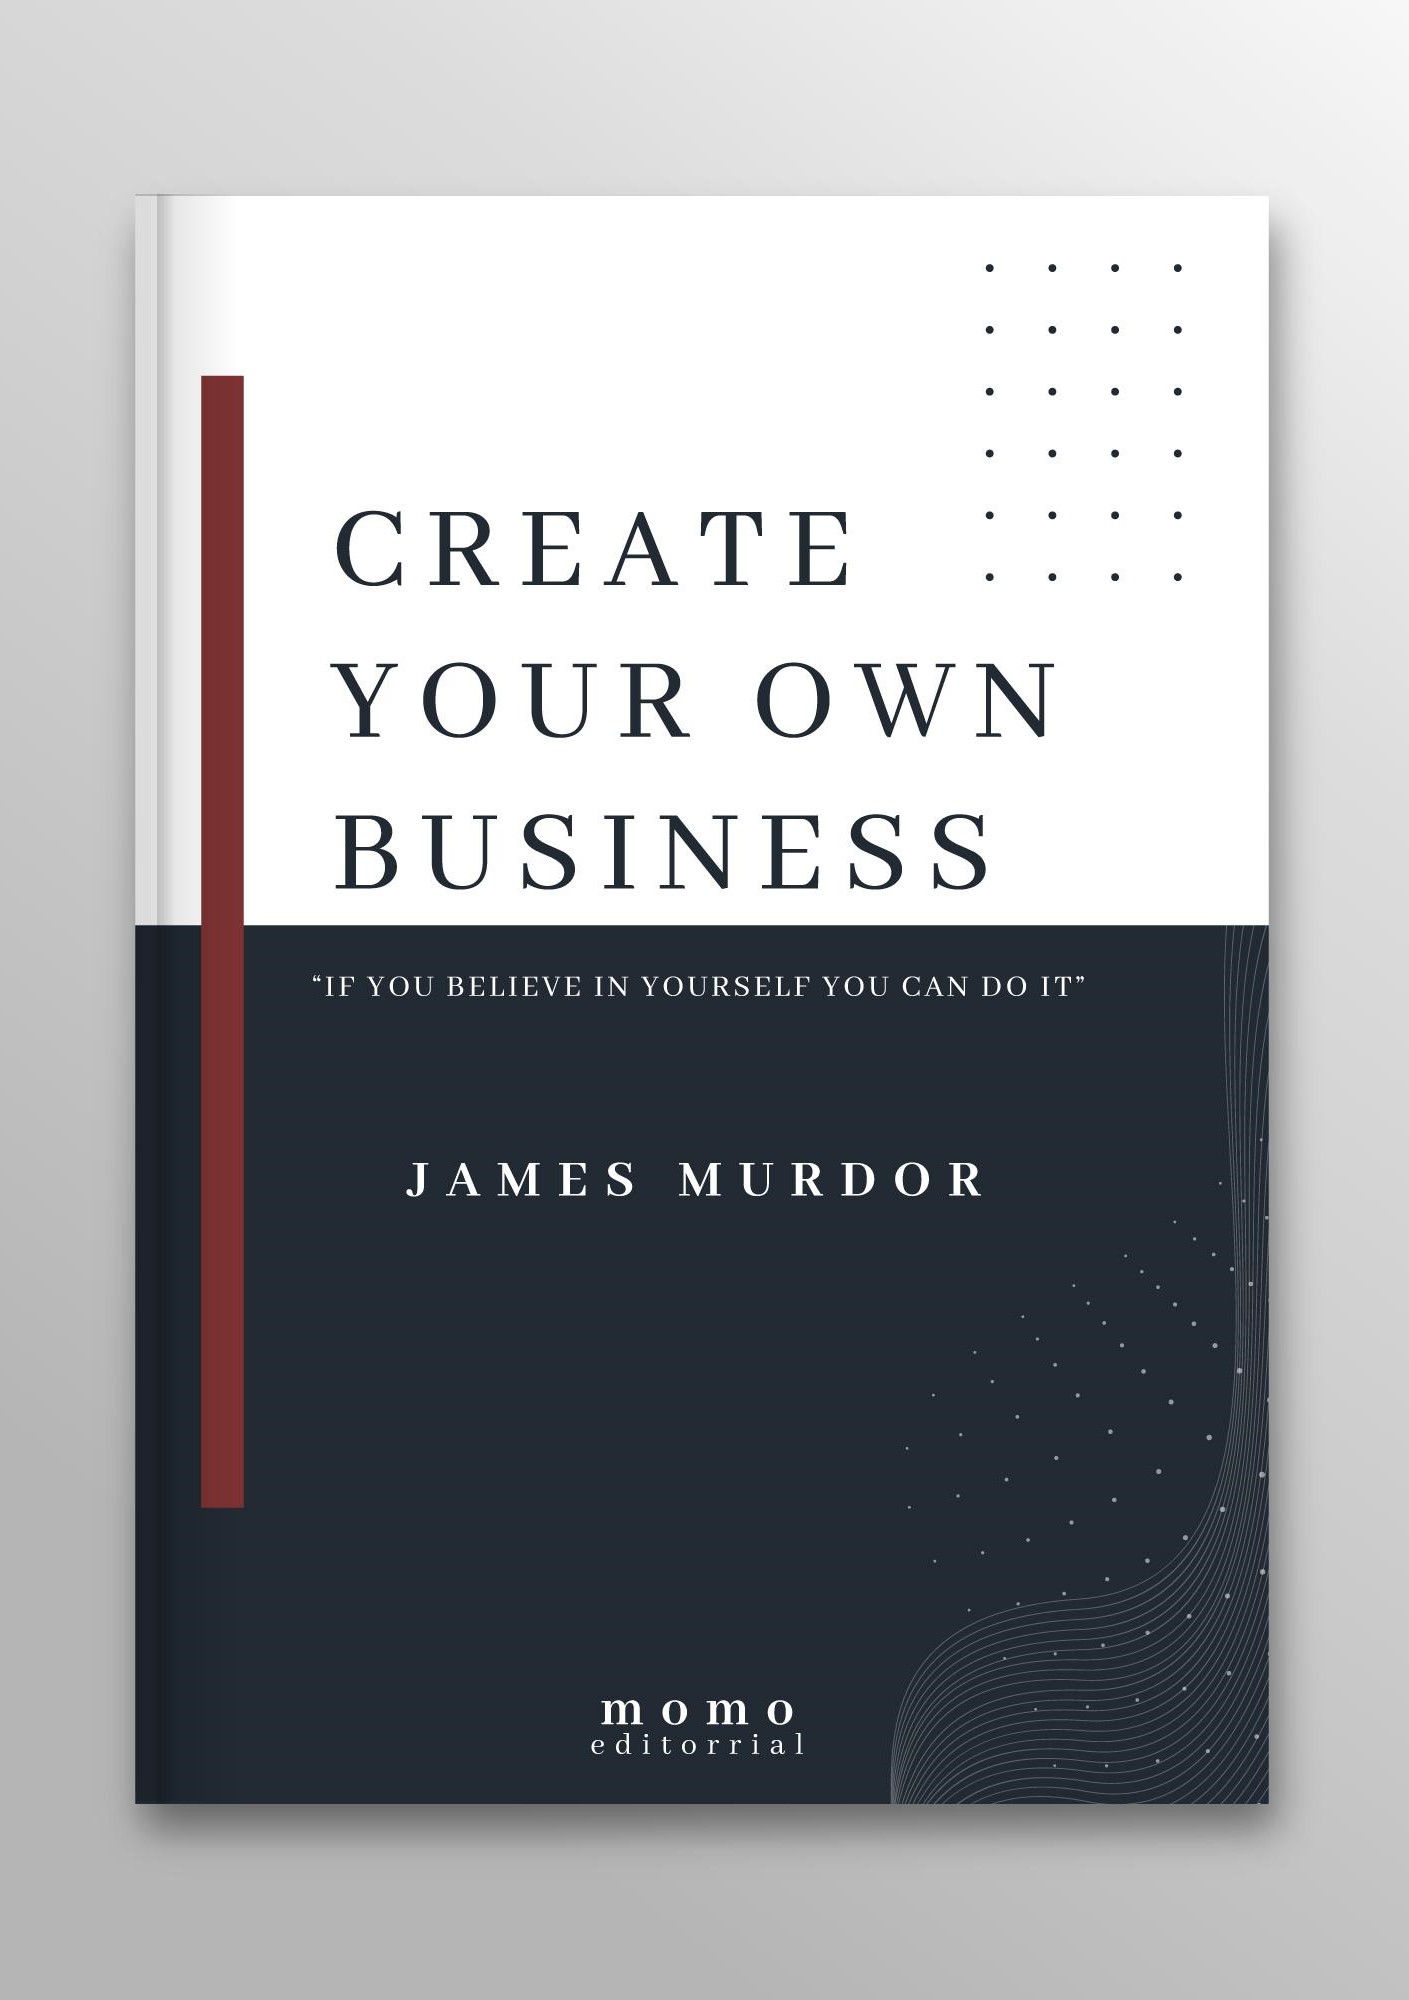 CREATE
YOUR OWN
BUSINESS
“IF YOU BELIEVE IN YOURSELF YOU CAN DO IT”
JAMES MURDOR
momo
editorrial